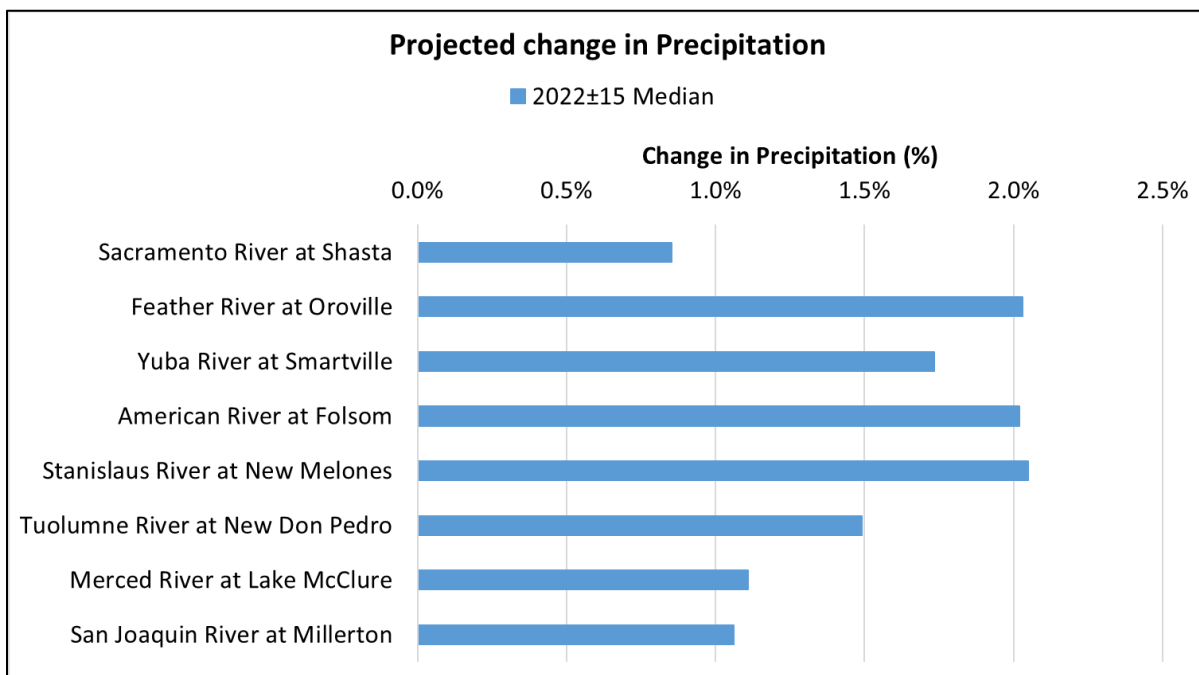 Projected change in Precipitation
2022±15 Median
Change in Precipitation (%)
0.0% 0.5% 1.0% 1.5% 2.0% 2.5%
Sacramento River at Shasta
Feather River at Oroville
Yuba River at Smartville
American River at Folsom
Stanislaus River at New Melones
Tuolumne River at New Don Pedro
Merced River at Lake McClure
San Joaquin River at Millerton